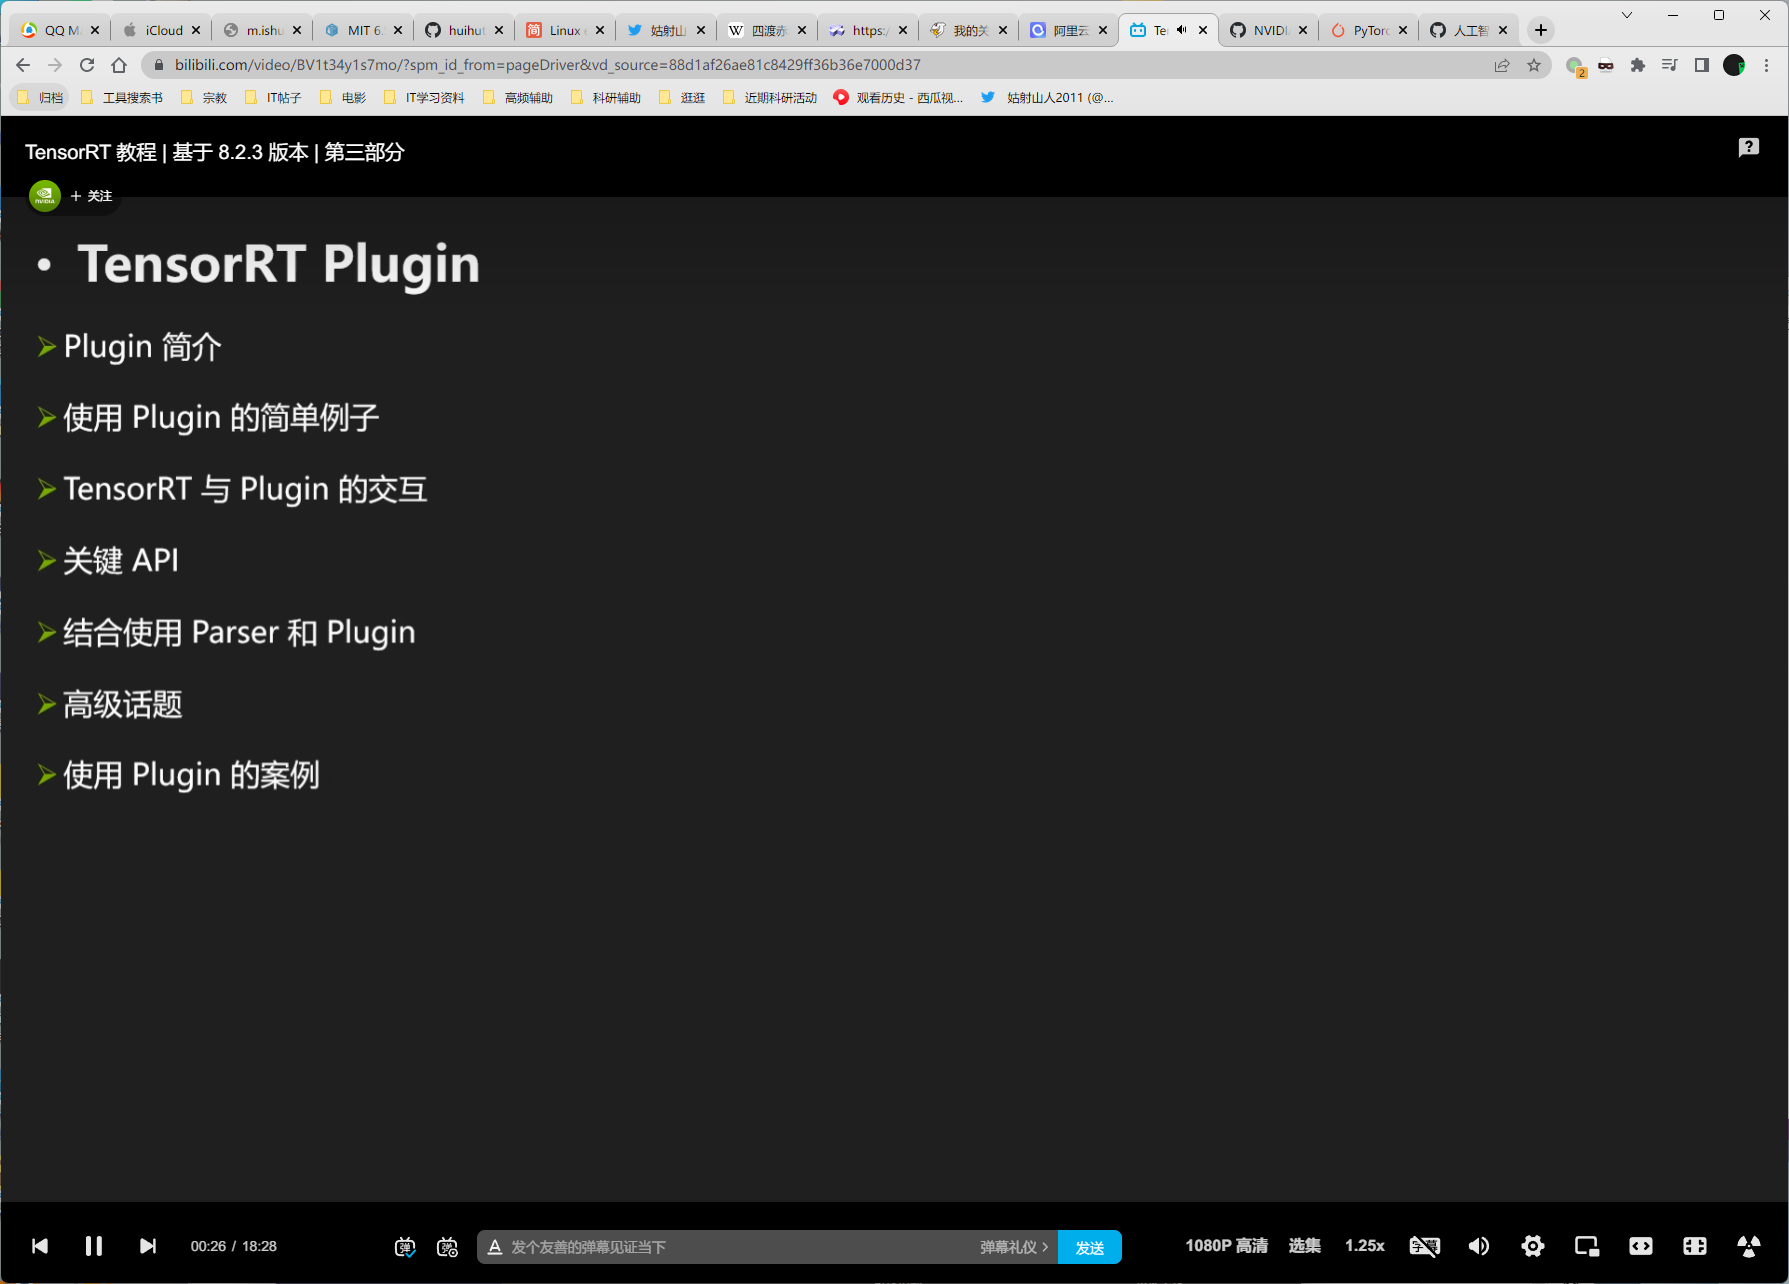 QQ M
iCloud
m.ishu
MIT 6.
huihut
Linux
姑射山
四渡赤
https:/
我的关
阿里云
Te
NVIDI
PyTorc
人工智
bilibili.com/video/BV1t34y1s7mo/?spm_id_from=pageDriver&vd_source=88d1af26ae81c8429ff36b36e7000d37
2
归档
工具搜索书
宗教
IT帖子
电影
IT学习资料
高频辅助
科研辅助
逛逛
近期科研活动
观看历史 - 西瓜视...
姑射山人2011 (@...
TensorRT 教程 | 基于 8.2.3 版本 | 第三部分
NVIDIA
+ 关注
• TensorRT Plugin
Plugin 简介
使用 Plugin 的简单例子
TensorRT 与 Plugin 的交互
关键 API
结合使用 Parser 和 Plugin
高级话题
使用 Plugin 的案例
00:26 / 18:28
弹
弹
A 发个友善的弹幕见证当下
弹幕礼仪 >
发送
1080P 高清
选集
1.25x
字幕